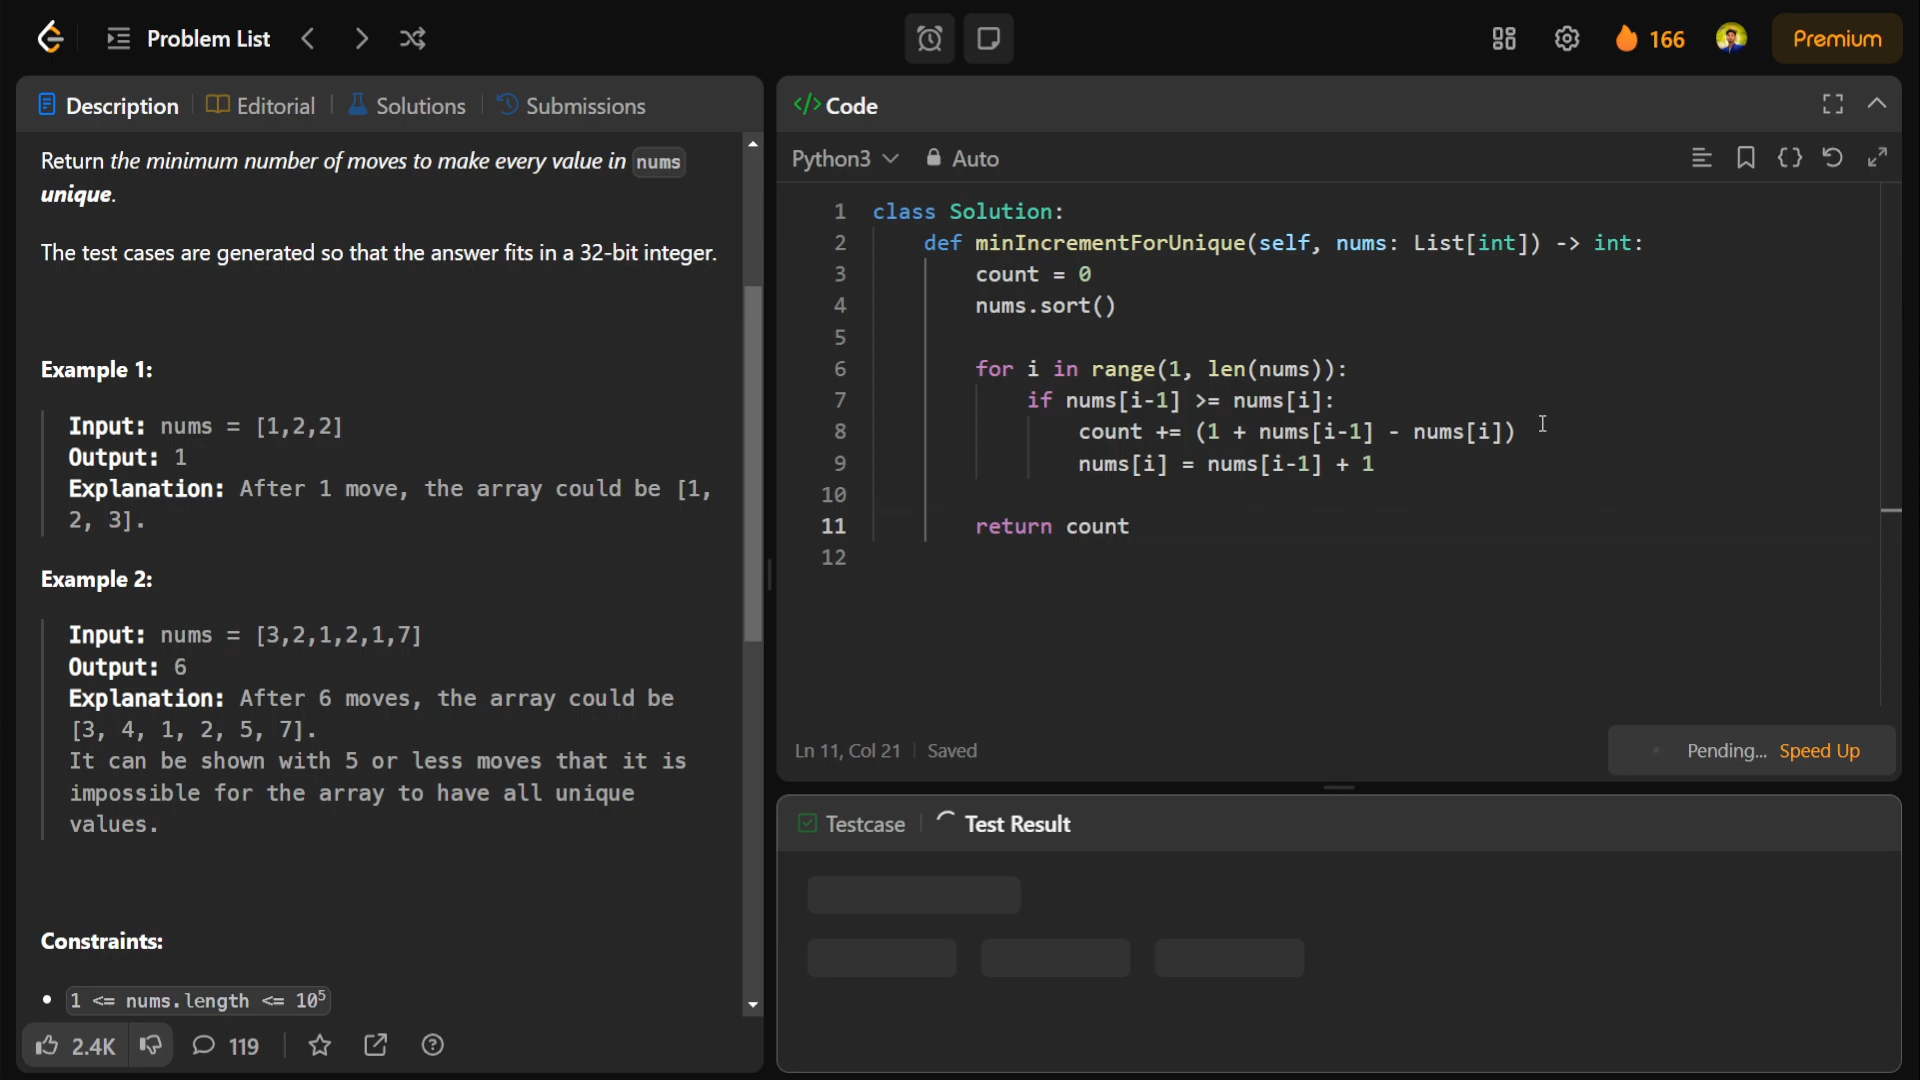 Problem List
166
Premium
Description
Editorial
Solutions
Submissions
Return the minimum number of moves to make every value in nums
unique.
The test cases are generated so that the answer fits in a 32-bit integer.
Example 1:
Input: nums = [1,2,2]
Output: 1
Explanation: After 1 move, the array could be [1,
2, 3].
Example 2:
Input: nums = [3,2,1,2,1,7]
Output: 6
Explanation: After 6 moves, the array could be
[3, 4, 1, 2, 5, 7].
It can be shown with 5 or less moves that it is
impossible for the array to have all unique
values.
Constraints:
• 1 <= nums.length <= 10⁵
2.4K
119
</> Code
Python3
Auto
1 class Solution:
2 def minIncrementForUnique(self, nums: List[int]) -> int:
3 count = 0
4 nums.sort()
5
6 for i in range(1, len(nums)):
7 if nums[i-1] >= nums[i]:
8 count += (1 + nums[i-1] - nums[i])
9 nums[i] = nums[i-1] + 1
10
11 return count
12
Ln 11, Col 21
Saved
Pending... Speed Up
Testcase
Test Result